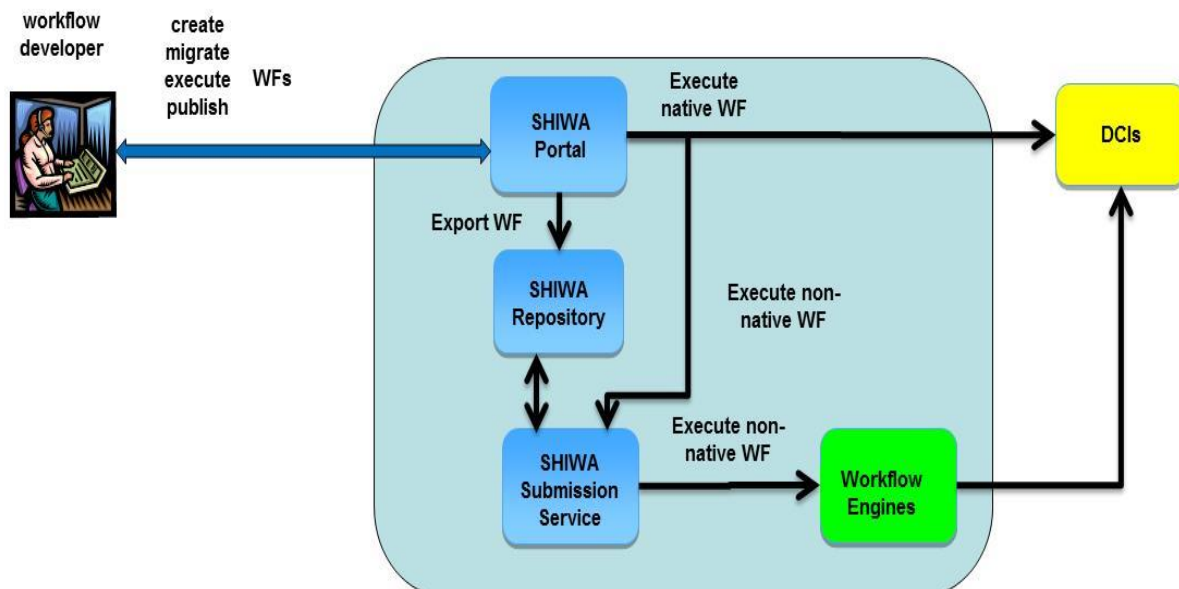 workflow
developer
create
migrate
execute
publish
WFs
SHIWA
Portal
Execute
native WF
DCIs
Export WF
SHIWA
Repository
Execute non-
native WF
SHIWA
Submission
Service
Execute non-
native WF
Workflow
Engines